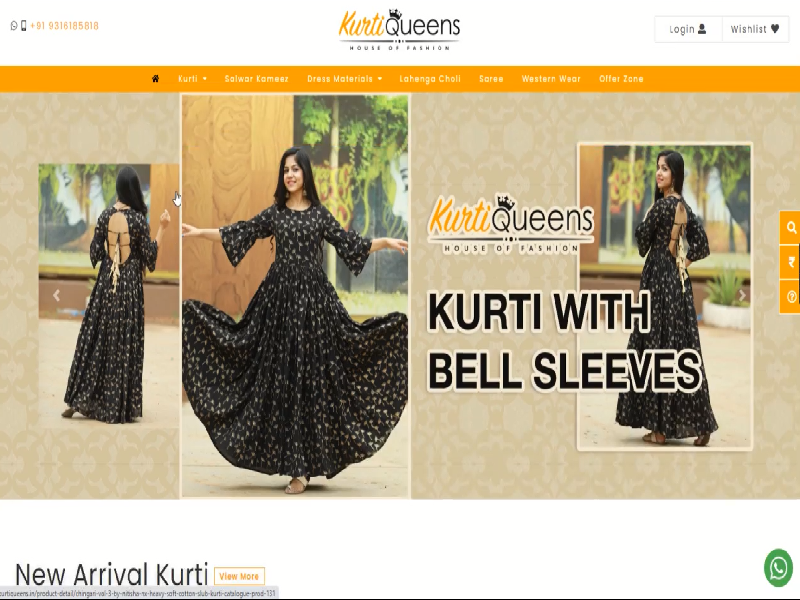 +91 9316185818
KurtiQueens
HOUSE OF FASHION
Login
Wishlist
Kurti
Salwar Kameez
Dress Materials
Lahenga Choli
Saree
Western Wear
Offer Zone
KurtiQueens
HOUSE OF FASHION
KURTI WITH
BELL SLEEVES
₹
New Arrival Kurti
View More
kurtiqueens.in/product-detail/chingari-vol-3-by-nitisha-nx-heavy-soft-cotton-slub-kurti-catalogue-prod-131